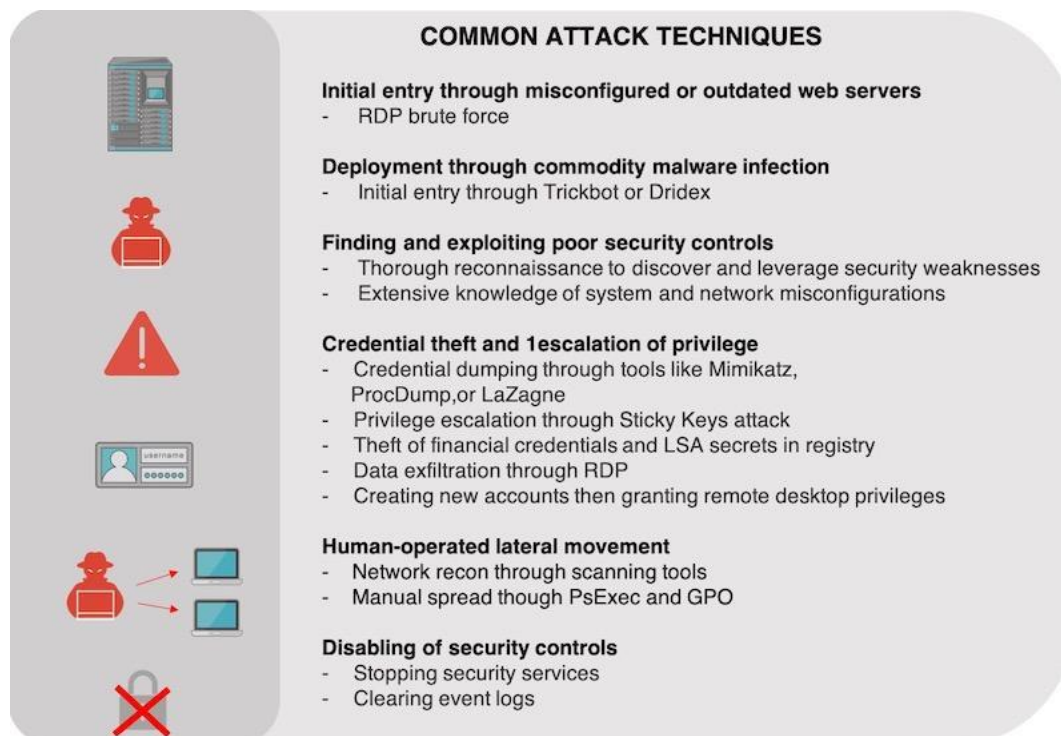 COMMON ATTACK TECHNIQUES
Initial entry through misconfigured or outdated web servers
- RDP brute force
Deployment through commodity malware infection
- Initial entry through Trickbot or Dridex
Finding and exploiting poor security controls
- Thorough reconnaissance to discover and leverage security weaknesses
- Extensive knowledge of system and network misconfigurations
Credential theft and 1escalation of privilege
- Credential dumping through tools like Mimikatz,
ProcDump,or LaZagne
- Privilege escalation through Sticky Keys attack
- Theft of financial credentials and LSA secrets in registry
- Data exfiltration through RDP
- Creating new accounts then granting remote desktop privileges
username
Human-operated lateral movement
- Network recon through scanning tools
- Manual spread though PsExec and GPO
Disabling of security controls
- Stopping security services
- Clearing event logs